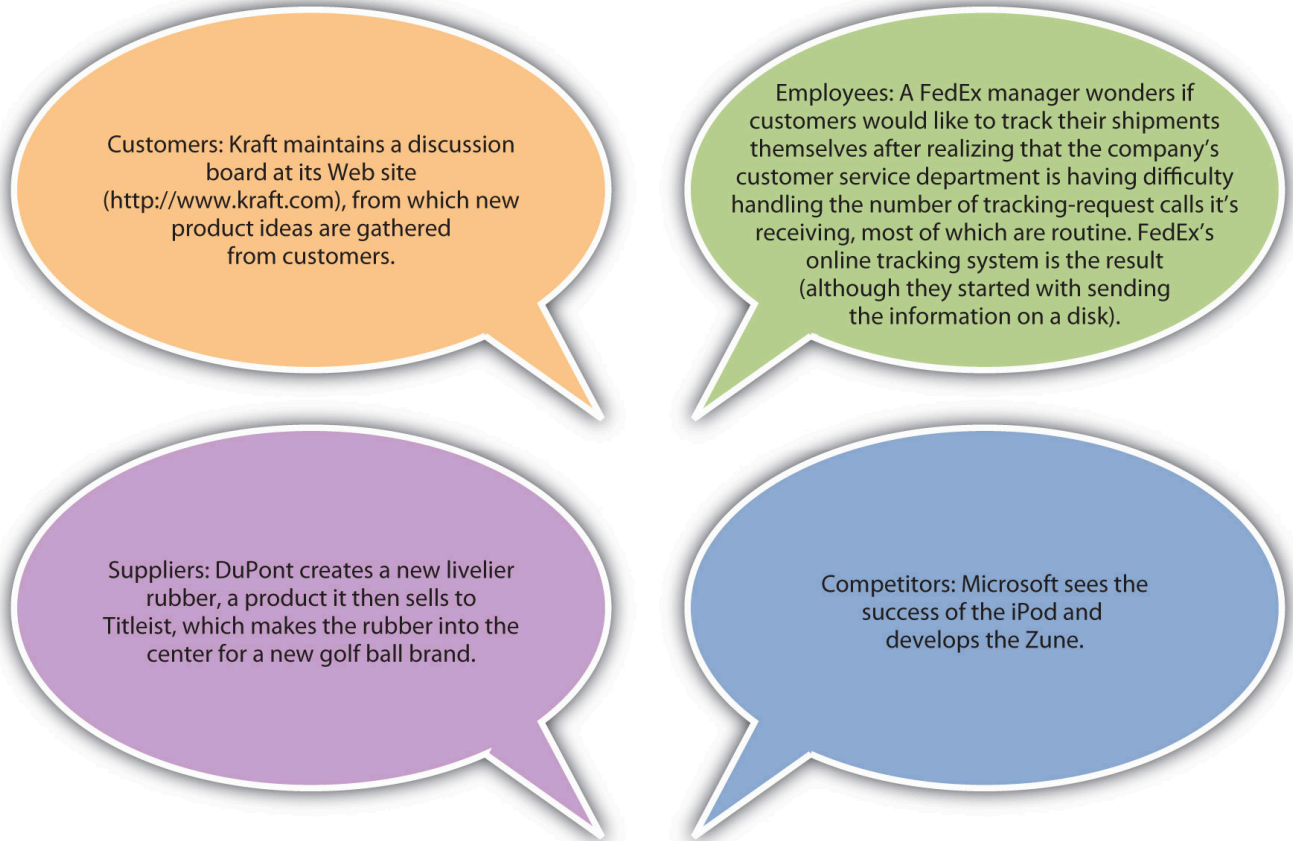 Customers: Kraft maintains a discussion
board at its Web site
(http://www.kraft.com), from which new
product ideas are gathered
from customers.
Employees: A FedEx manager wonders if
customers would like to track their shipments
themselves after realizing that the company’s
customer service department is having difficulty
handling the number of tracking-request calls it’s
receiving, most of which are routine. FedEx’s
online tracking system is the result
(although they started with sending
the information on a disk).
Suppliers: DuPont creates a new livelier
rubber, a product it then sells to
Titleist, which makes the rubber into the
center for a new golf ball brand.
Competitors: Microsoft sees the
success of the iPod and
develops the Zune.